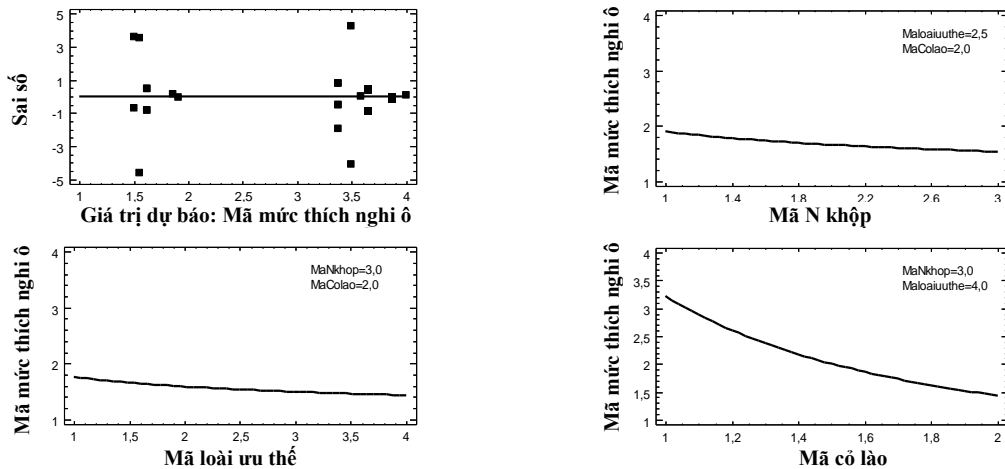 Sai số
5
3
1
-1
-3
-5
1 1.5 2 2.5 3 3.5 4
Giá trị dự báo: Mã mức thích nghi ô
Mã mức thích nghi ô
4
3
2
1
Maloaiuuthe=2,5
MaColao=2,0
1 1.4 1.8 2.2 2.6 3
Mã N khộp
Mã mức thích nghi ô
4
3
2
1
MaNkhop=3,0
MaColao=2,0
1 1,5 2 2,5 3 3,5 4
Mã loài ưu thế
Mã mức thích nghi ô
4
3,5
3
2,5
2
1,5
1
MaNkhop=3,0
Maloaiuuthe=4,0
1 1,2 1,4 1,6 1,8 2
Mã cỏ lào